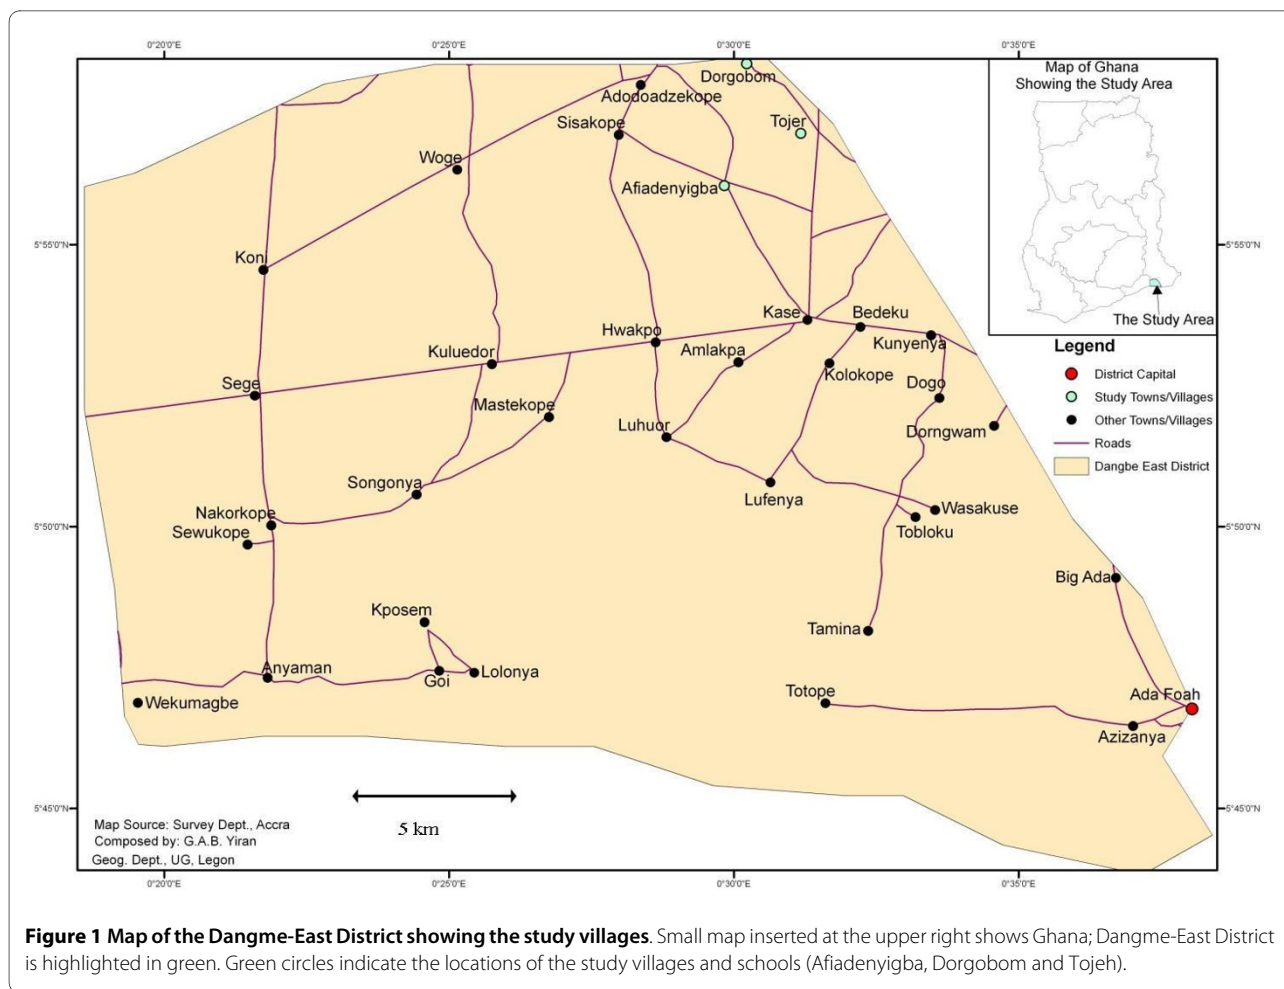 0°20'0"E
0°25'0"E
0°30'0"E
0°35'0"E
Dorgobom
Map of Ghana
Showing the Study Area
Adodoadzekope
Sisakope
Tojer
Woge
Afiadenyigba
5°55'0"N
5°55'0"N
Koni
Kase
Bedeku
The Study Area
Hwakpo
Amlakpa
Kunyenya
Legend
Kuluedor
Kolokope
District Capital
Sege
Dogo
Study Towns/Villages
Mastekope
Other Towns/Villages
Luhuor
Dorngwam
Roads
Dangbe East District
Songonya
Lufenya
Nakorkope
Wasakuse
5°50'0"N
Sewukope
Tobloku
5°50'0"N
Big Ada
Kposem
Tamina
Anyaman
Goi
Lolonya
Totope
Ada Foah
Wekumagbe
Azizanya
5°45'0"N
5°45'0"N
Map Source: Survey Dept., Accra
Composed by: G.A.B. Yiran
Geog. Dept., UG, Legon
5 km
0°20'0"E
0°25'0"E
0°30'0"E
0°35'0"E
Figure 1 Map of the Dangme-East District showing the study villages. Small map inserted at the upper right shows Ghana; Dangme-East District
is highlighted in green. Green circles indicate the locations of the study villages and schools (Afiadenyigba, Dorgobom and Tojeh).